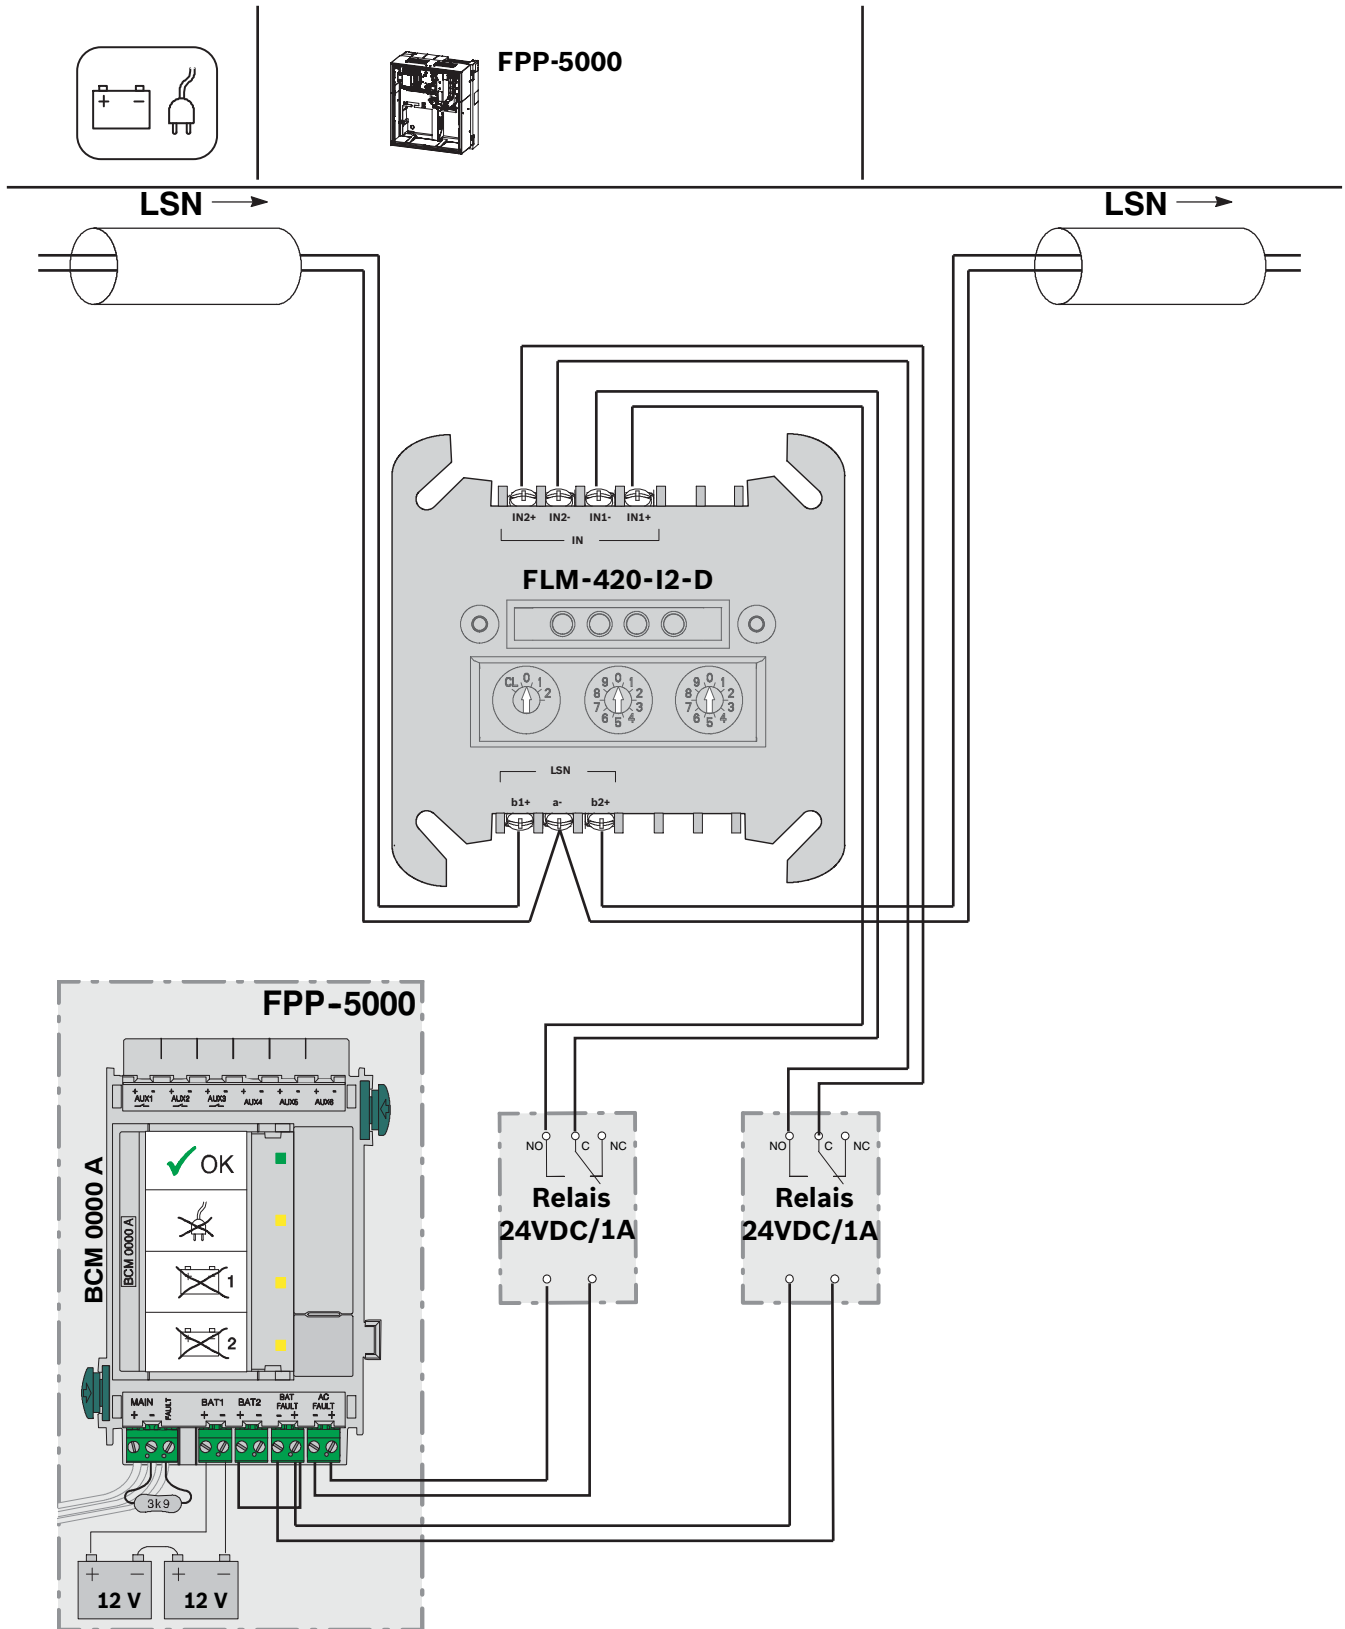 + −
FPP-5000
LSN
LSN
IN2+ IN2- IN1- IN1+
IN
FLM-420-I2-D
CL 0 1 2
0 1 2 3 4 5 6 7 8 9
0 1 2 3 4 5 6 7 8 9
LSN
b1+ a- b2+
FPP-5000
+ - + - + - + - + - + -
AUX1 AUX2 AUX3 AUX4 AUX5 AUX6
BCM 0000 A
BCM 0000 A
OK
1
2
NO C NC
Relais
24VDC/1A
NO C NC
Relais
24VDC/1A
MAIN FAULT BAT1 BAT2 BAT FAULT AC FAULT
+ - + - + - - + - +
3k9
+ − + −
12 V 12 V